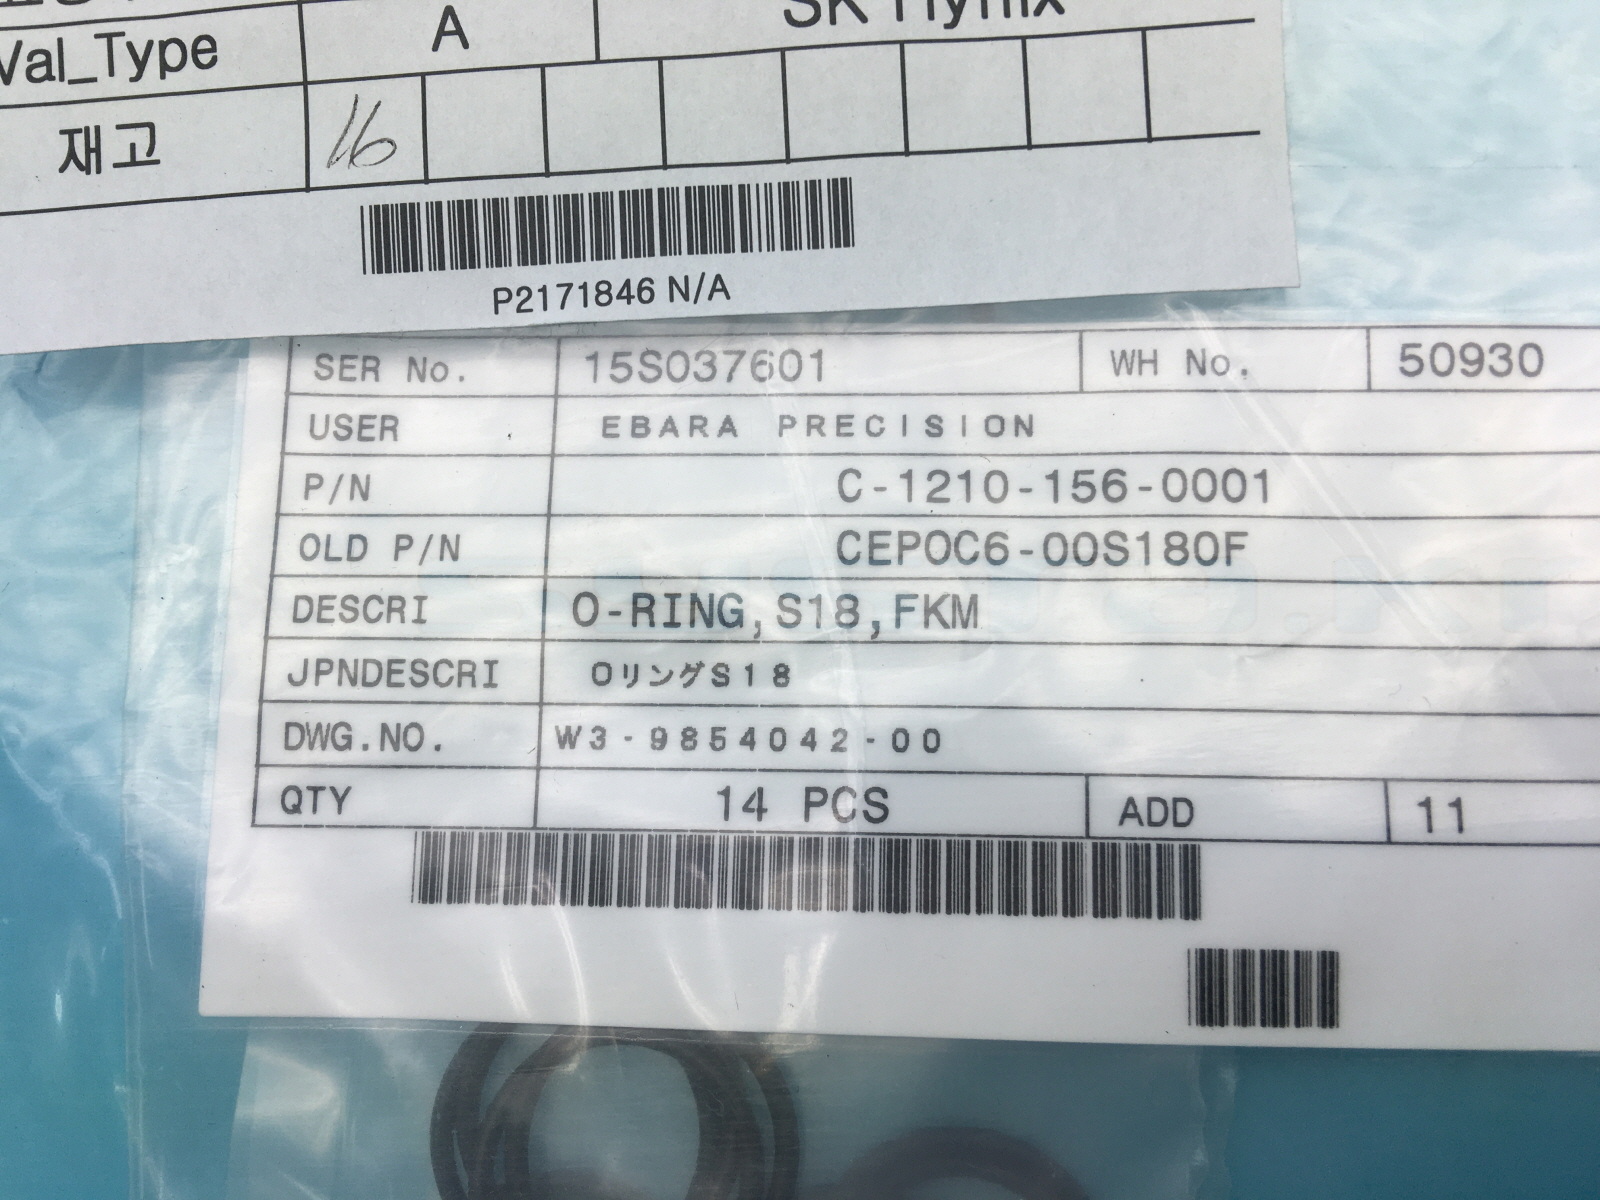 Val_Type A SK Hynix
재고 16
P2171846 N/A
SER No. 15S037601 WH No. 50930
USER EBARA PRECISION
P/N C-1210-156-0001
OLD P/N CEPOC6-00S180F
DESCRI O-RING,S18,FKM
JPNDESCRI OリングS18
DWG.NO. W3-9854042-00
QTY 14 PCS ADD 11